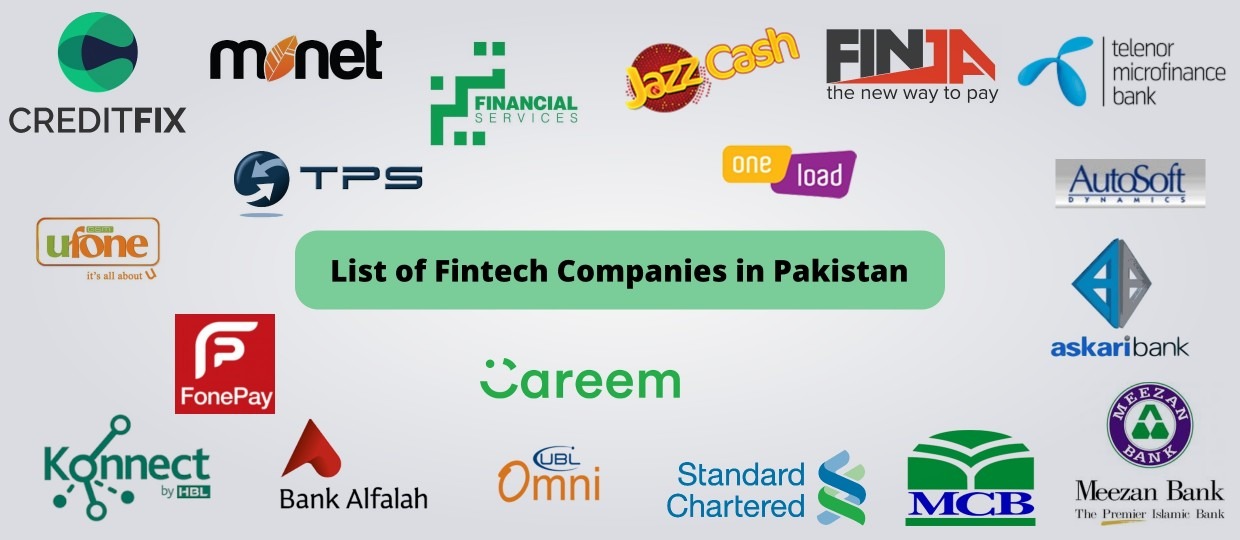 CREDITFIX
monet
FINANCIAL
SERVICES
Jazz Cash
FINJA
the new way to pay
telenor
microfinance
bank
TPS
one
load
AutoSoft
DYNAMICS
ufone
it's all about U
List of Fintech Companies in Pakistan
askaribank
FonePay
Careem
MEEZAN
BANK
Konnect
by HBL
Bank Alfalah
UBL
Omni
Standard
Chartered
MCB
Meezan Bank
The Premier Islamic Bank